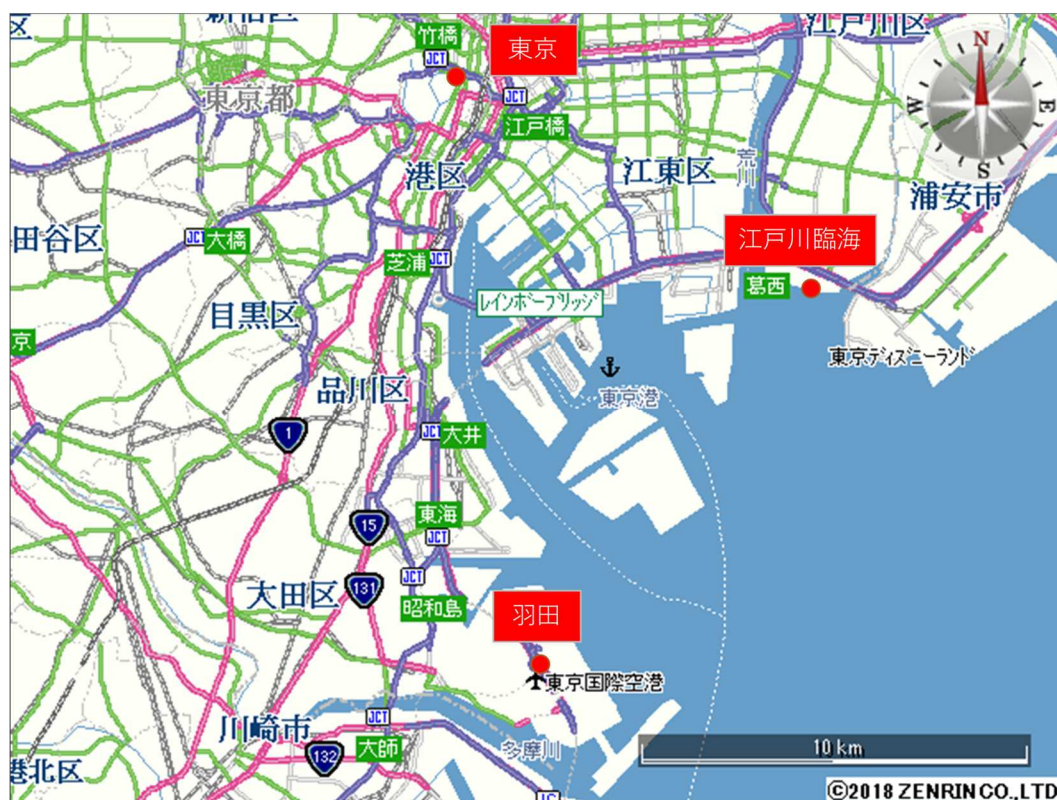 区
新宿区
竹橋
JCT
東京
江戸川区
N
W
E
S
東京都
JCT
江戸橋
港区
江東区
荒川
浦安市
田谷区
JCT
大橋
芝浦
JCT
江戸川臨海
葛西
目黒区
レインボーブリッジ
京
東京ディズニーランド
品川区
東京港
1
JCT
大井
15
東海
JCT
大田区
131
JCT
昭和島
羽田
東京国際空港
川崎市
JCT
大師
多摩川
132
港北区
10 km
JCT
©2018 ZENRIN CO.,LTD